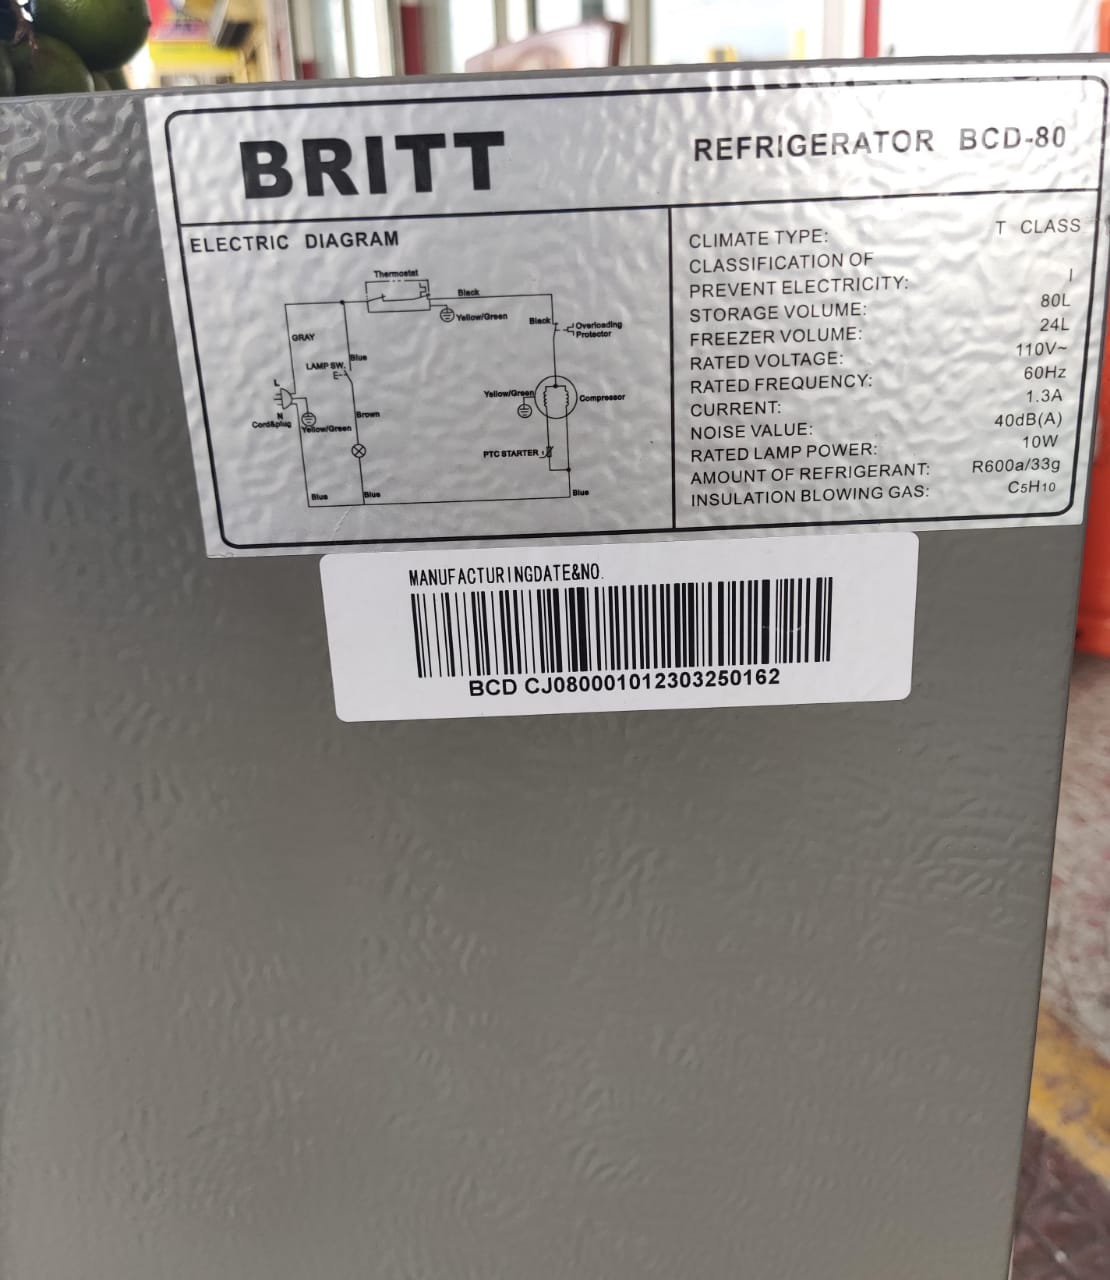 BRITT
REFRIGERATOR BCD-80
ELECTRIC DIAGRAM
Thermostat
Black
Yellow/Green
Black
Overloading
Protector
GRAY
LAMP SW.
Blue
L
N
Cord&plug
Yellow/Green
Brown
Yellow/Green
Compressor
PTC STARTER
Blue
Blue
Blue
CLIMATE TYPE: T CLASS
CLASSIFICATION OF
PREVENT ELECTRICITY: I
STORAGE VOLUME: 80L
FREEZER VOLUME: 24L
RATED VOLTAGE: 110V~
RATED FREQUENCY: 60Hz
CURRENT: 1.3A
NOISE VALUE: 40dB(A)
RATED LAMP POWER: 10W
AMOUNT OF REFRIGERANT: R600a/33g
INSULATION BLOWING GAS: C5H10
MANUFACTURINGDATE&NO.
BCD CJ080001012303250162